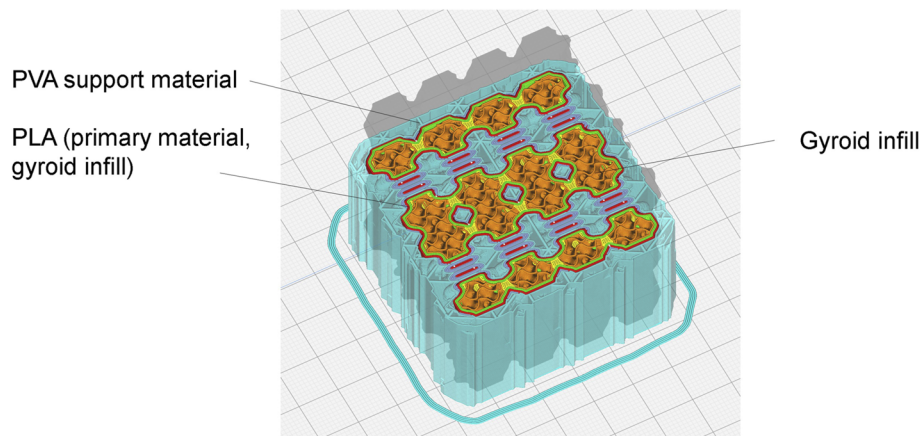 PVA support material
PLA (primary material,
gyroid infill)
Gyroid infill